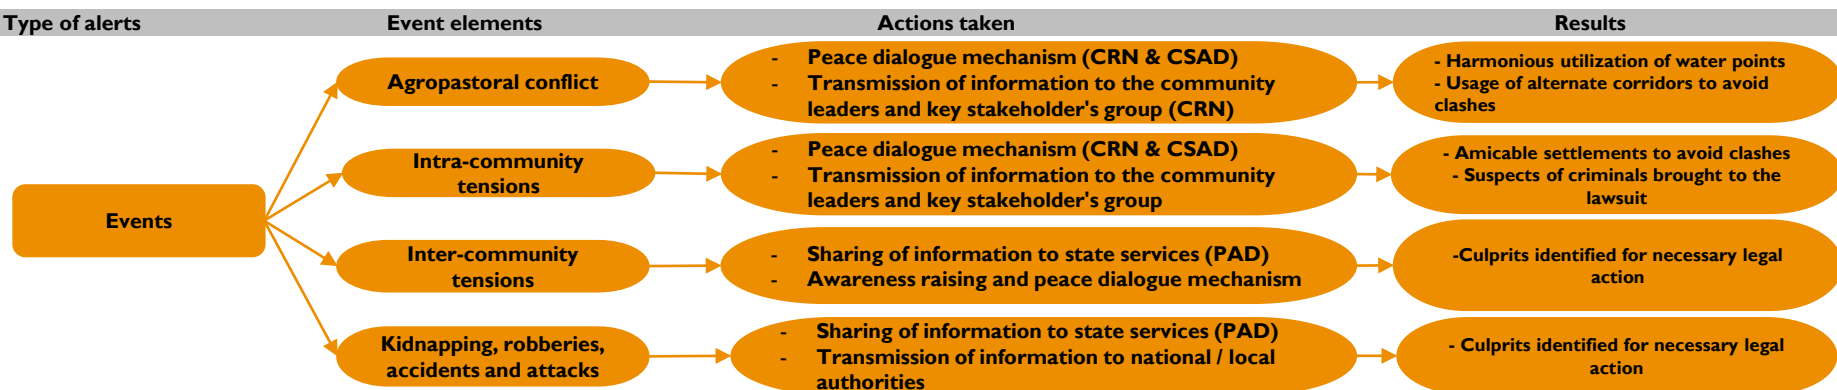 Type of alerts
Event elements
Actions taken
Results
Events
Agropastoral conflict
- Peace dialogue mechanism (CRN & CSAD)
- Transmission of information to the community
leaders and key stakeholder's group (CRN)
- Harmonious utilization of water points
- Usage of alternate corridors to avoid
clashes
Intra-community
tensions
- Peace dialogue mechanism (CRN & CSAD)
- Transmission of information to the community
leaders and key stakeholder's group
- Amicable settlements to avoid clashes
- Suspects of criminals brought to the
lawsuit
Inter-community
tensions
- Sharing of information to state services (PAD)
- Awareness raising and peace dialogue mechanism
-Culprits identified for necessary legal
action
Kidnapping, robberies,
accidents and attacks
- Sharing of information to state services (PAD)
- Transmission of information to national / local
authorities
- Culprits identified for necessary legal
action